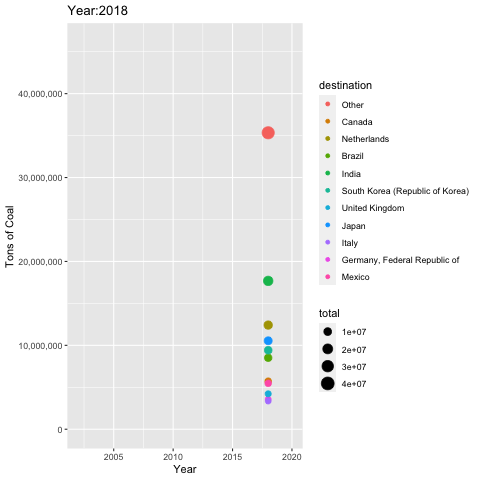 Year:2018
Tons of Coal
40,000,000
30,000,000
20,000,000
10,000,000
0
2005
2010
2015
2020
Year
destination
Other
Canada
Netherlands
Brazil
India
South Korea (Republic of Korea)
United Kingdom
Japan
Italy
Germany, Federal Republic of
Mexico
total
1e+07
2e+07
3e+07
4e+07